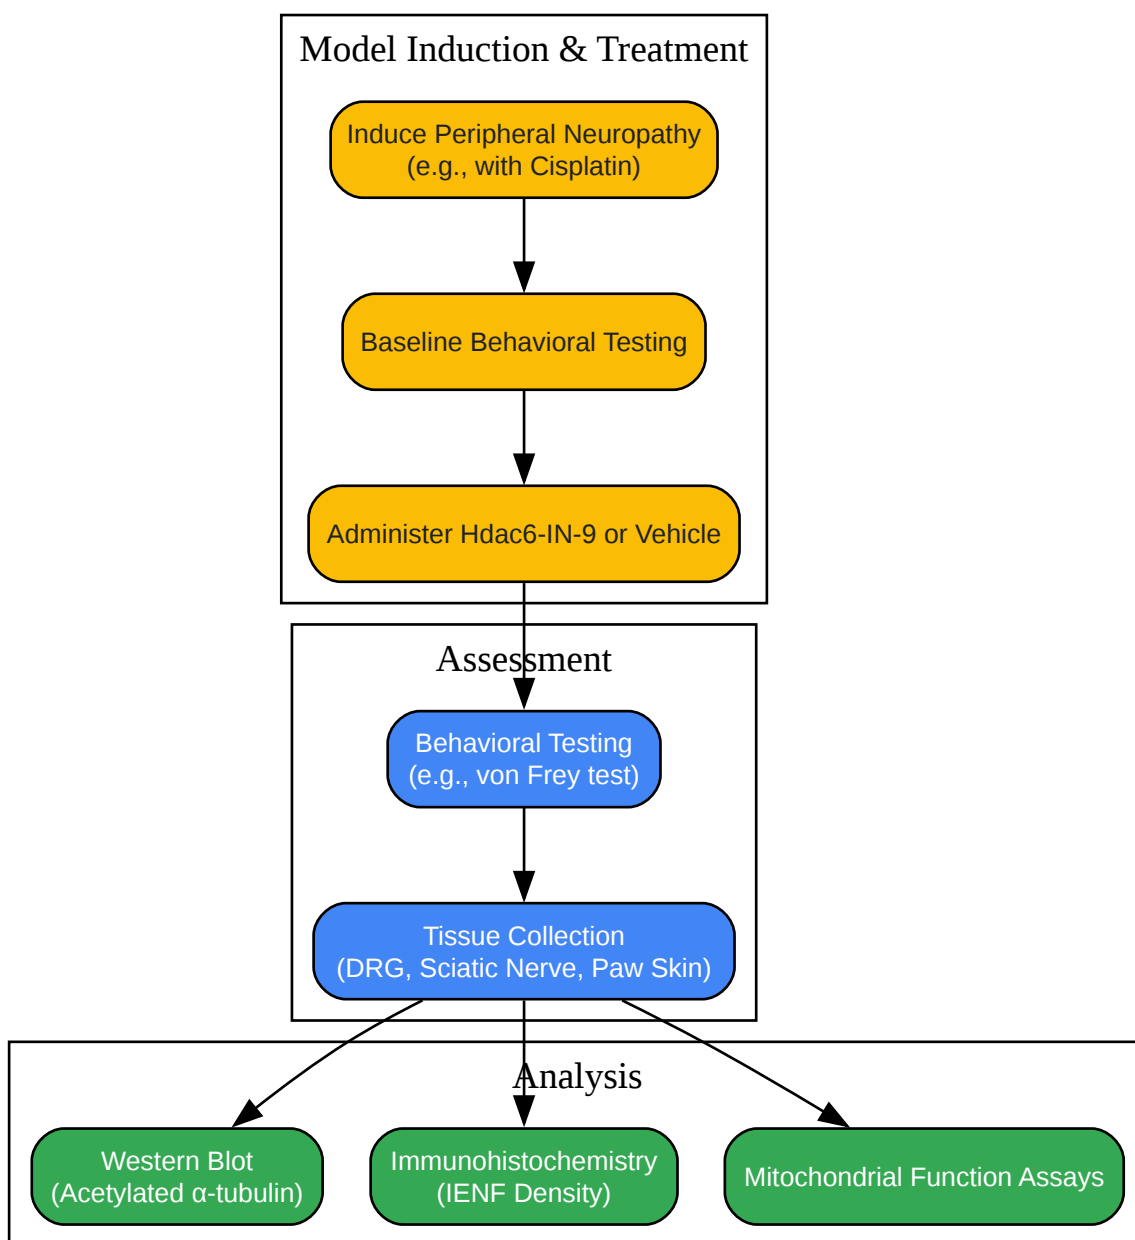 Model Induction & Treatment
Induce Peripheral Neuropathy
(e.g., with Cisplatin)
Baseline Behavioral Testing
Administer Hdac6-IN-9 or Vehicle
Assessment
Behavioral Testing
(e.g., von Frey test)
Tissue Collection
(DRG, Sciatic Nerve, Paw Skin)
Analysis
Western Blot
(Acetylated α-tubulin)
Immunohistochemistry
(IENF Density)
Mitochondrial Function Assays